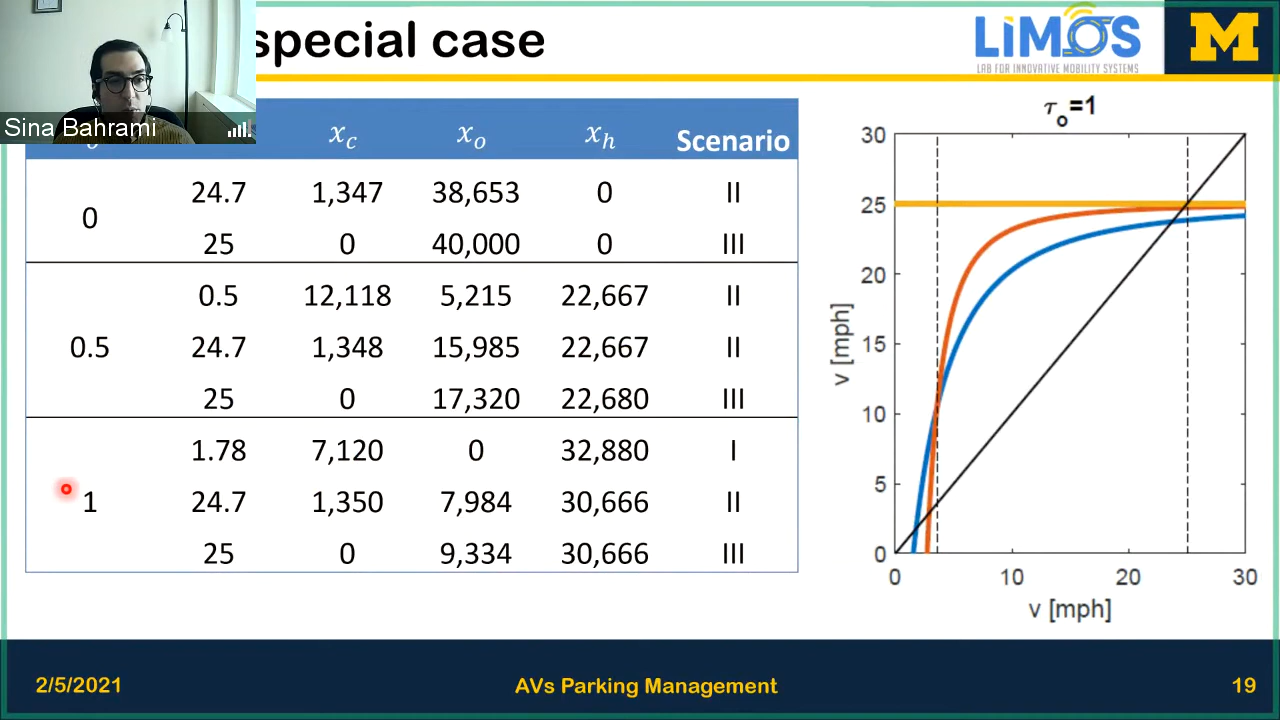 special case
LiMOS
LAB FOR INNOVATIVE MOBILITY SYSTEMS
M
Sina Bahrami
x_c x_o x_h Scenario
24.7 1,347 38,653 0 II
0
25 0 40,000 0 III
0.5 12,118 5,215 22,667 II
0.5 24.7 1,348 15,985 22,667 II
25 0 17,320 22,680 III
1.78 7,120 0 32,880 I
1 24.7 1,350 7,984 30,666 II
25 0 9,334 30,666 III
τ_o=1
30
25
20
15
10
5
0
v [mph]
0 10 20 30
v [mph]
2/5/2021 AVs Parking Management 19